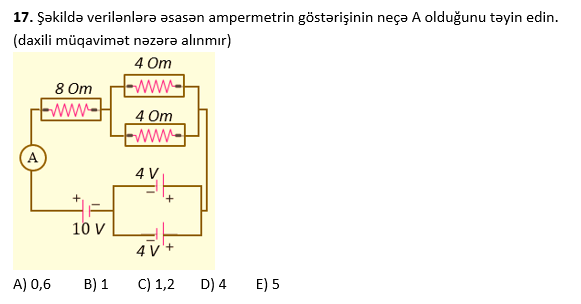 17. Şəkildə verilənlərə əsasən ampermetrin göstərişinin neçə A olduğunu təyin edin.
(daxili müqavimət nəzərə alınmır)
4 Om
8 Om
4 Om
A
4 V
+
+ –
10 V
4 V +
A) 0,6 B) 1 C) 1,2 D) 4 E) 5